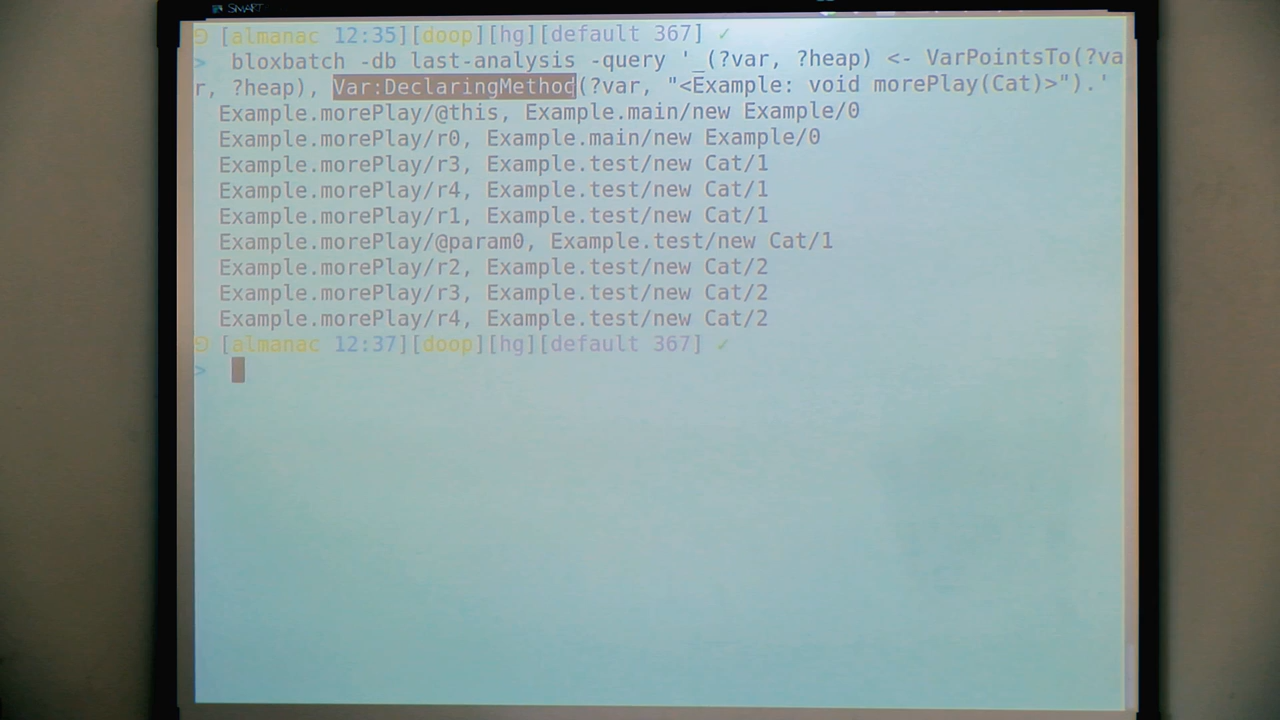 SMART
[almanac 12:35][doop][hg][default 367] ✓
> bloxbatch -db last-analysis -query '_(?var, ?heap) <- VarPointsTo(?va
r, ?heap), Var:DeclaringMethod(?var, "<Example: void morePlay(Cat)>").'
Example.morePlay/@this, Example.main/new Example/0
Example.morePlay/r0, Example.main/new Example/0
Example.morePlay/r3, Example.test/new Cat/1
Example.morePlay/r4, Example.test/new Cat/1
Example.morePlay/r1, Example.test/new Cat/1
Example.morePlay/@param0, Example.test/new Cat/1
Example.morePlay/r2, Example.test/new Cat/2
Example.morePlay/r3, Example.test/new Cat/2
Example.morePlay/r4, Example.test/new Cat/2
[almanac 12:37][doop][hg][default 367] ✓
>